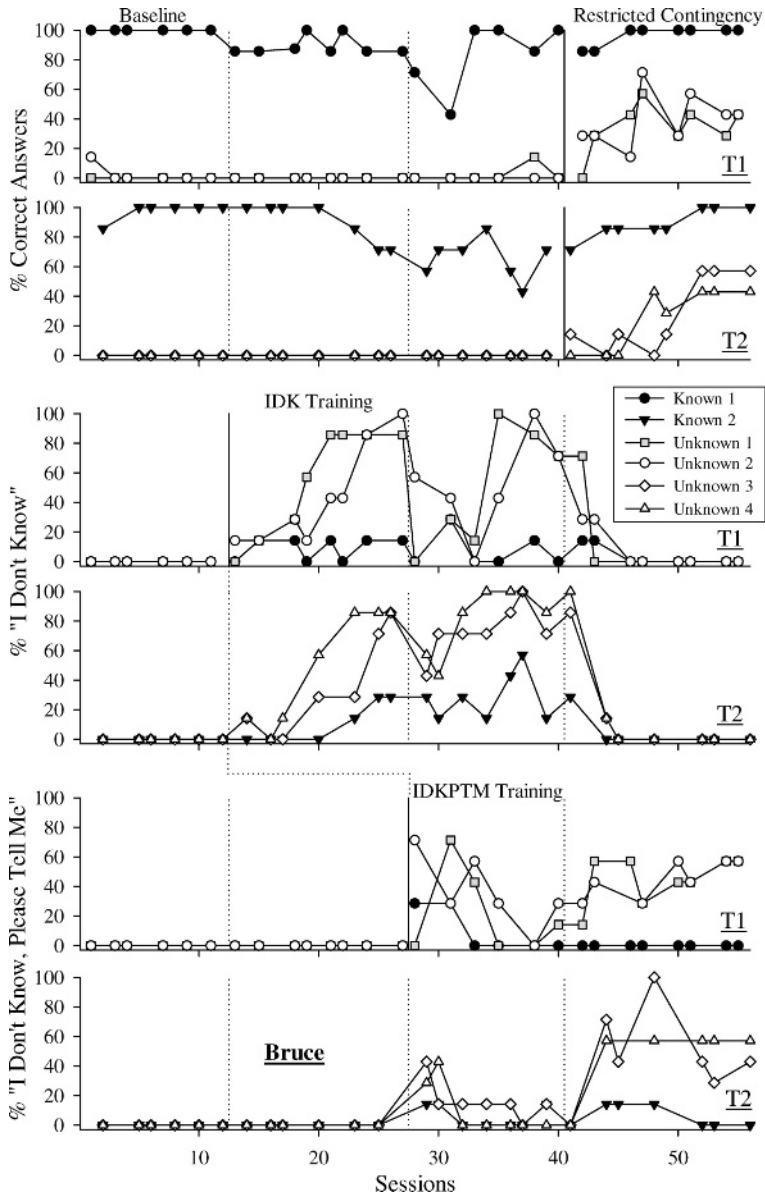 Baseline
Restricted Contingency
100
80
60
40
20
0
T1
% Correct Answers
100
80
60
40
20
0
T2
IDK Training
100
80
60
40
20
0
T1
Known 1
Known 2
Unknown 1
Unknown 2
Unknown 3
Unknown 4
% "I Don't Know"
100
80
60
40
20
0
T2
IDKPTM Training
100
80
60
40
20
0
T1
% "I Don't Know, Please Tell Me"
100
80
60
40
20
0
Bruce
T2
10 20 30 40 50
Sessions